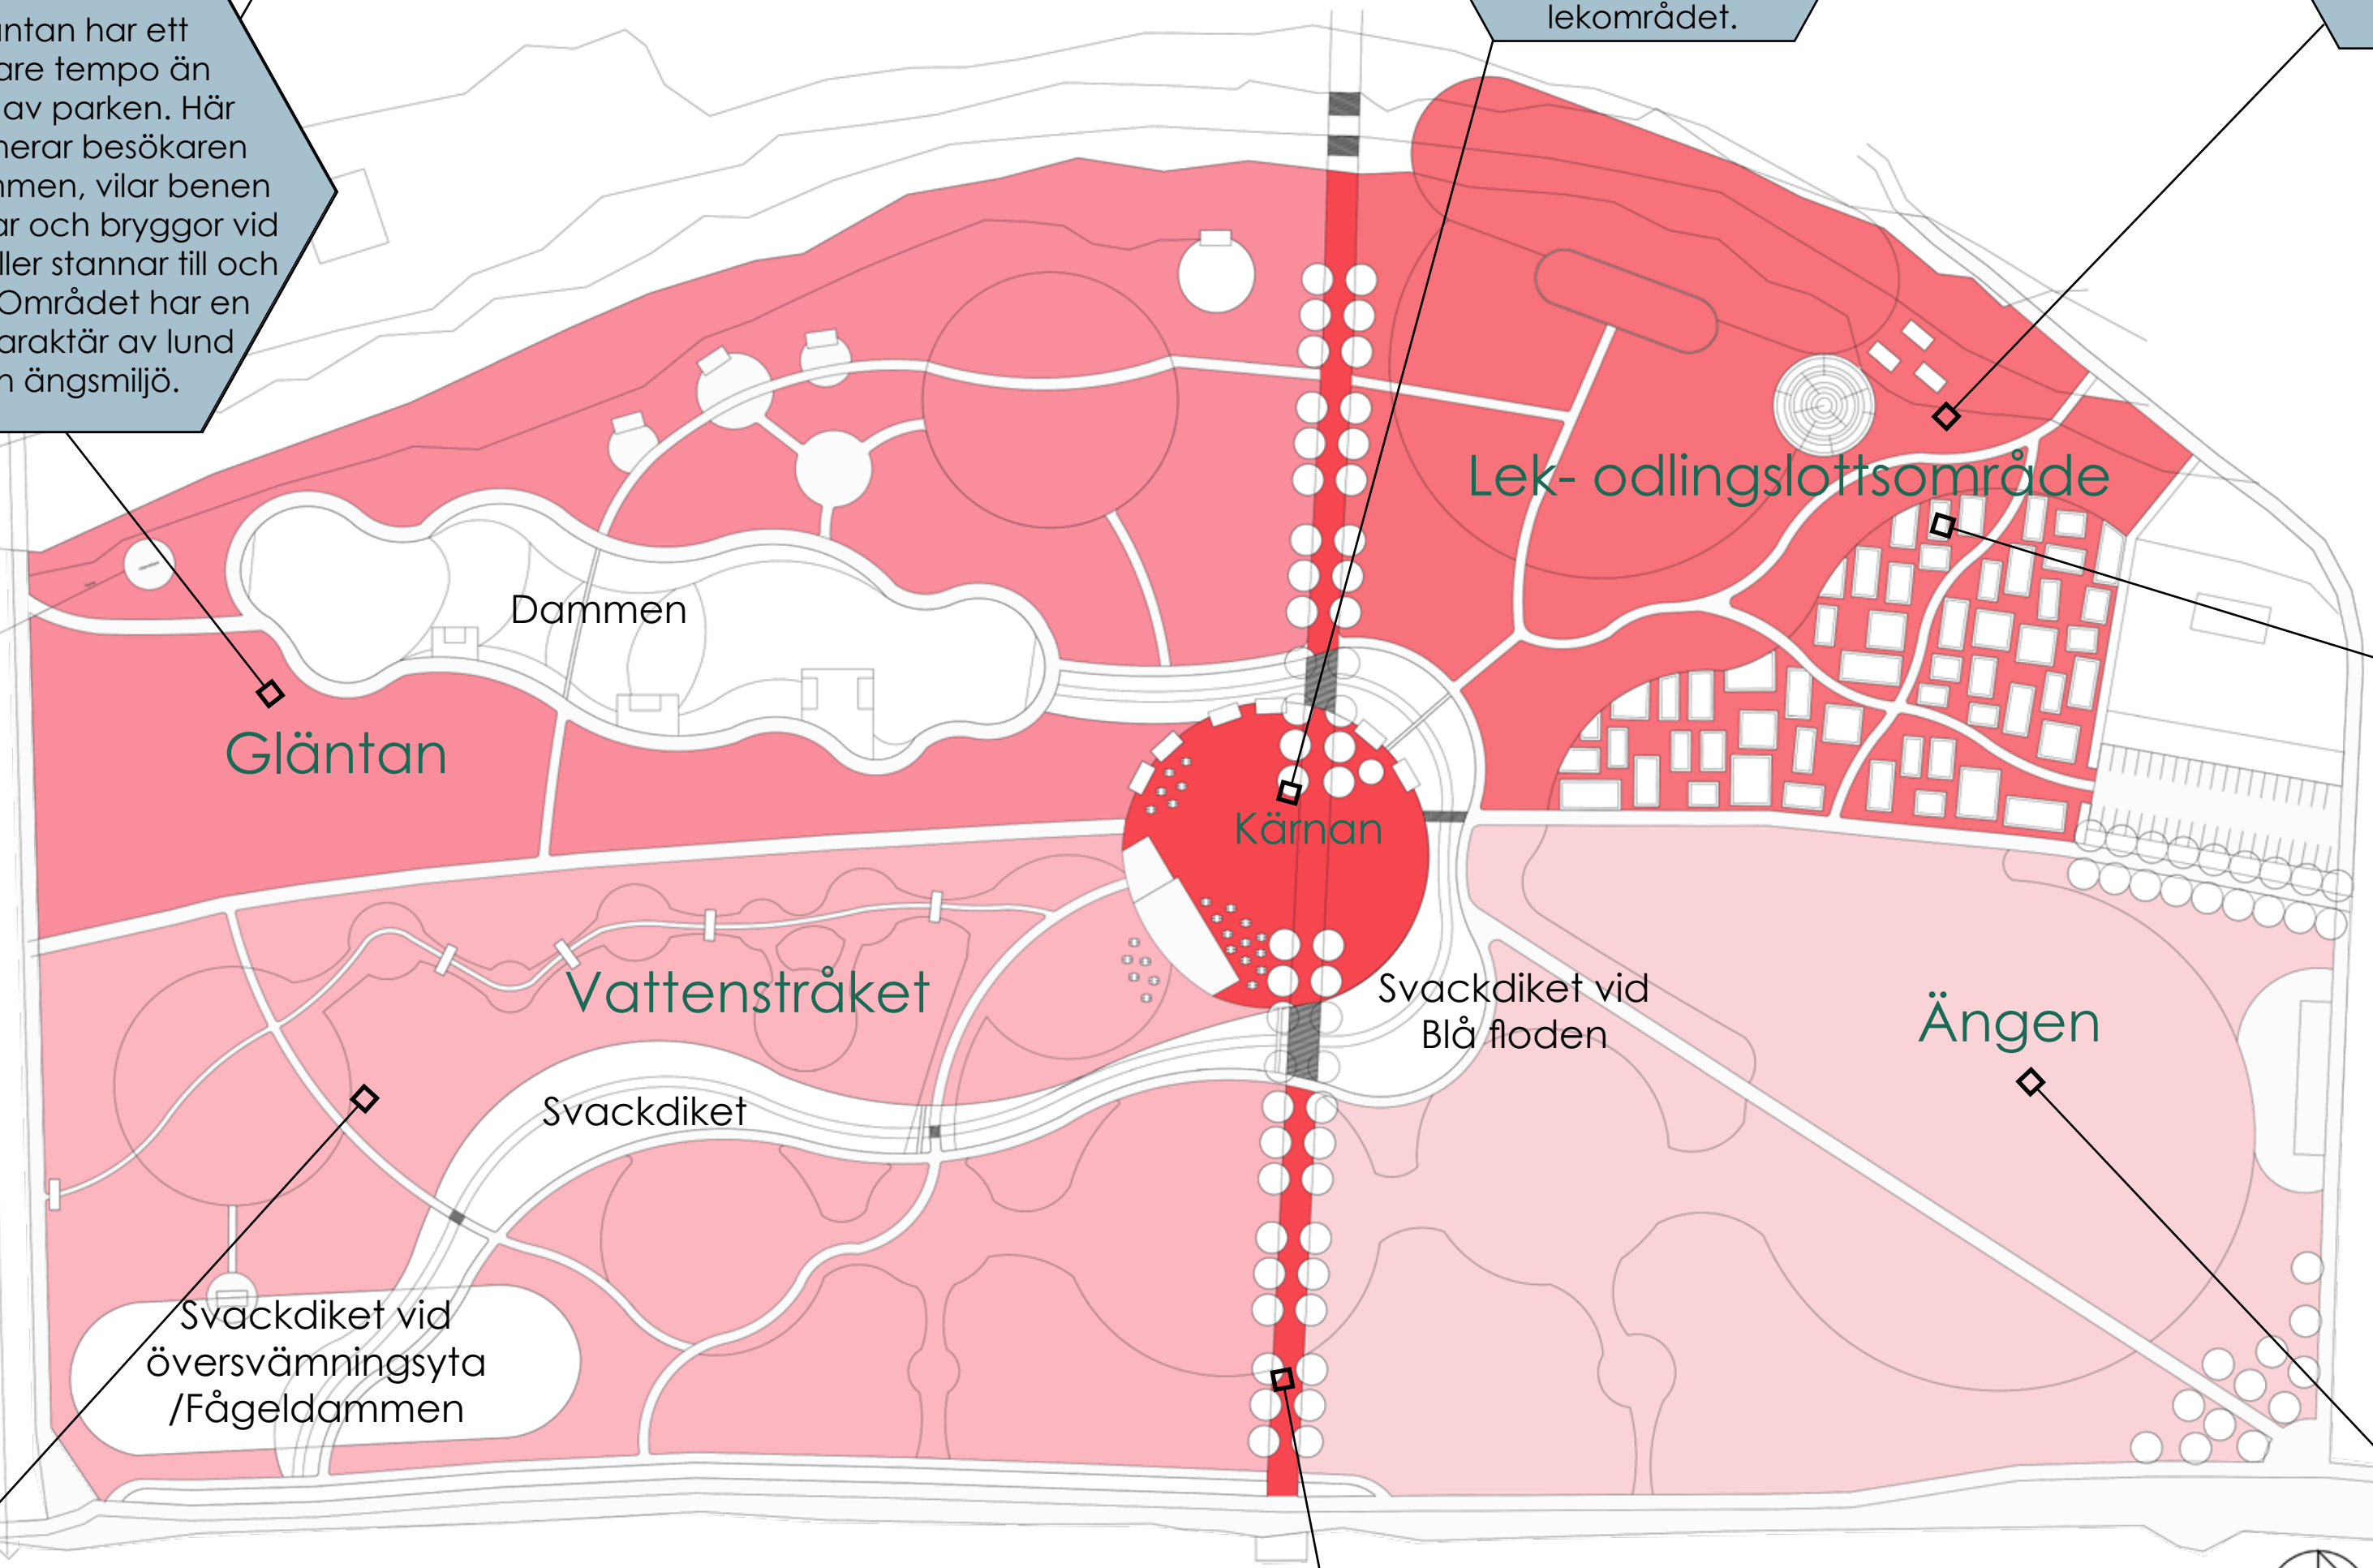 ntan har ett
are tempo än
av parken. Här
nerar besökaren
mmen, vilar benen
ar och bryggor vid
ller stannar till och
Området har en
araktär av lund
n ängsmiljö.
lekområdet.
Lek- odlingslottsområde
Dammen
Gläntan
Kärnan
Vattenstråket
Svackdiket vid
Blå floden
Ängen
Svackdiket
Svackdiket vid
översvämningsyta
/Fågeldammen